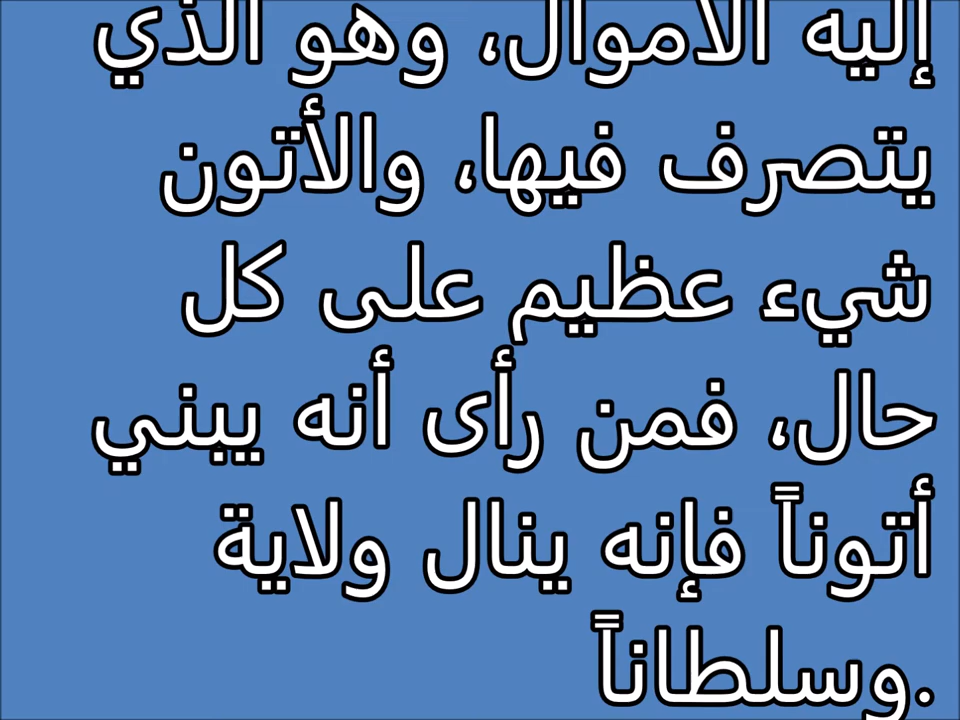 إليه الأموال، وهو الذي
يتصرف فيها، والأتون
شيء عظيم على كل
حال، فمن رأى أنه يبني
أتوناً فإنه ينال ولاية
وسلطاناً.